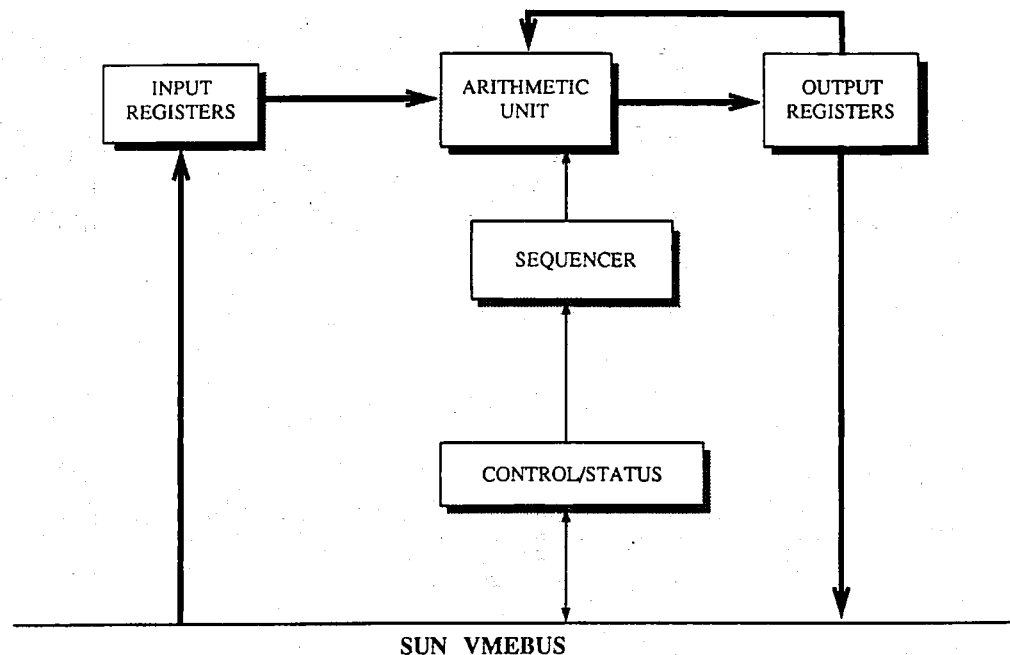 INPUT
REGISTERS
ARITHMETIC
UNIT
OUTPUT
REGISTERS
SEQUENCER
CONTROL/STATUS
SUN VMEBUS